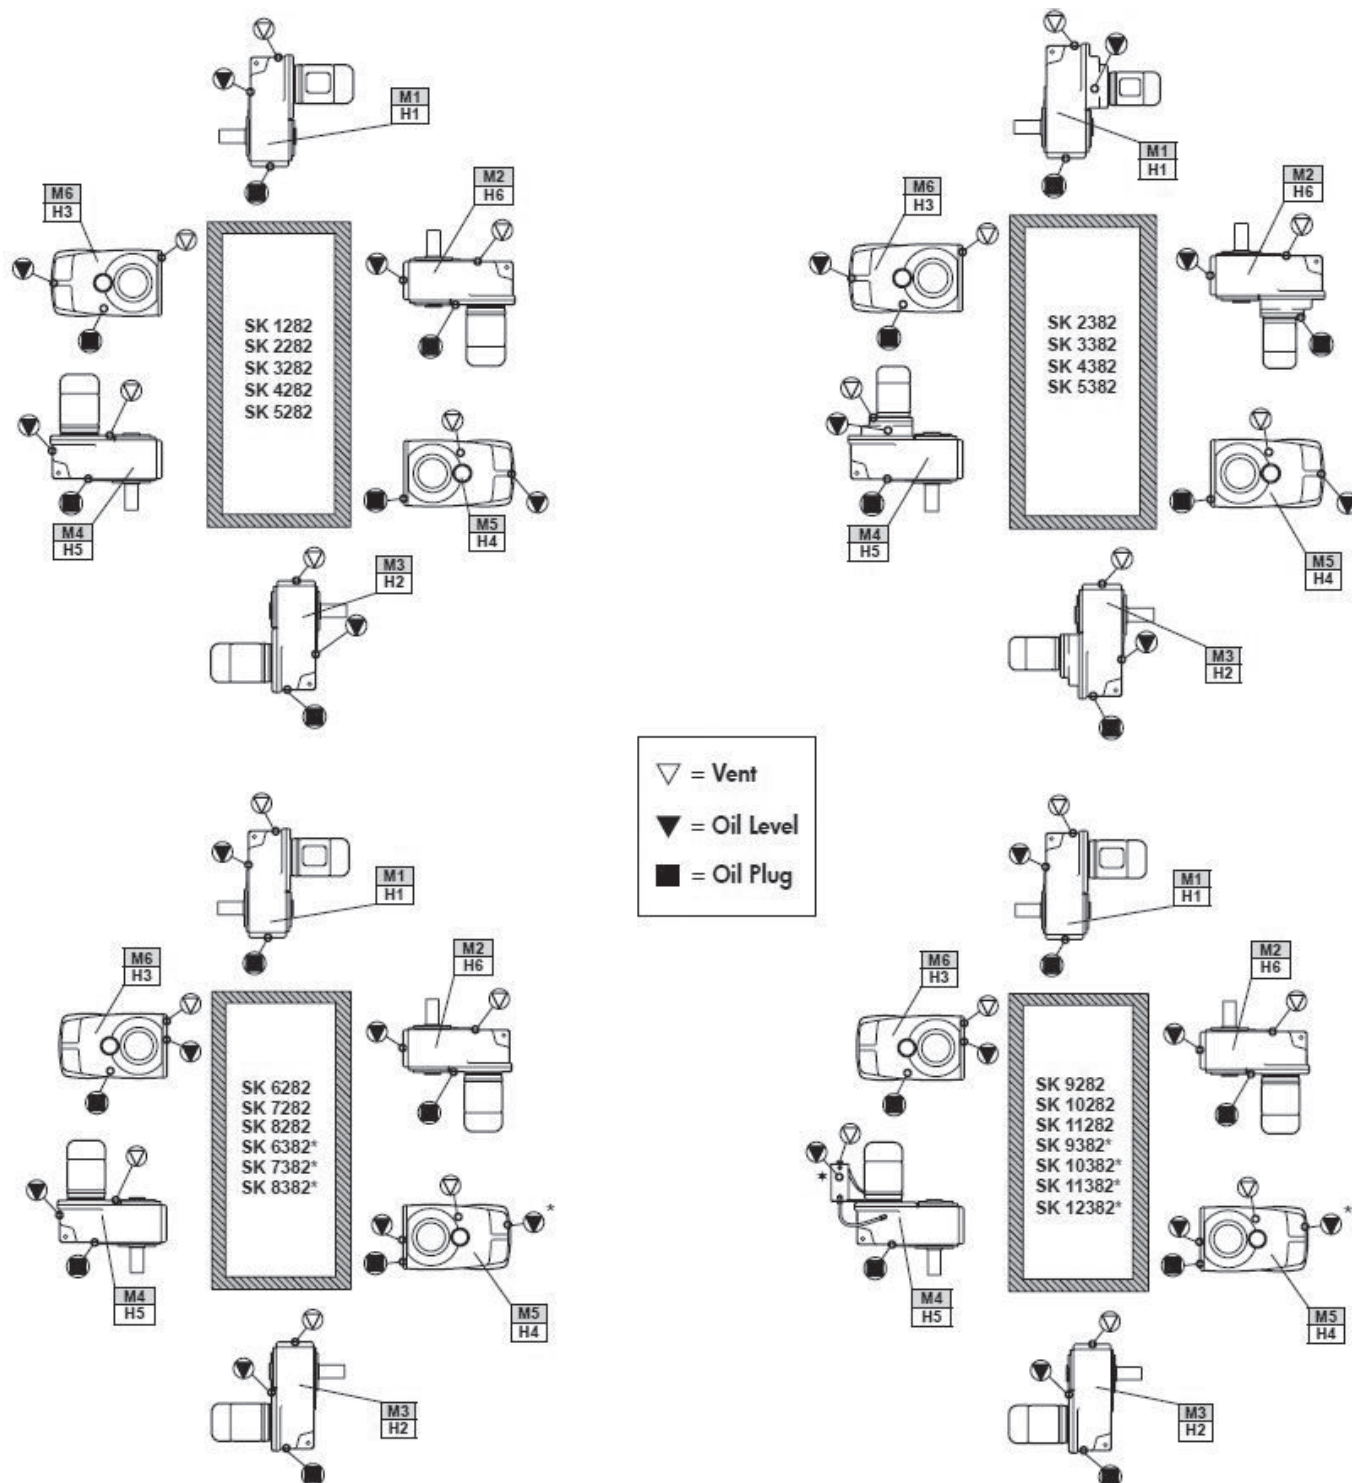 M1
H1
M6
H3
M2
H6
SK 1282
SK 2282
SK 3282
SK 4282
SK 5282
M4
H5
M5
H4
M3
H2
M1
H1
M6
H3
M2
H6
SK 2382
SK 3382
SK 4382
SK 5382
M4
H5
M5
H4
M3
H2
= Vent
= Oil Level
= Oil Plug
M1
H1
M6
H3
M2
H6
SK 6282
SK 7282
SK 8282
SK 6382*
SK 7382*
SK 8382*
*
M4
H5
M5
H4
M3
H2
M1
H1
M6
H3
M2
H6
SK 9282
SK 10282
SK 11282
SK 9382*
SK 10382*
SK 11382*
SK 12382*
*
*
M4
H5
M5
H4
M3
H2